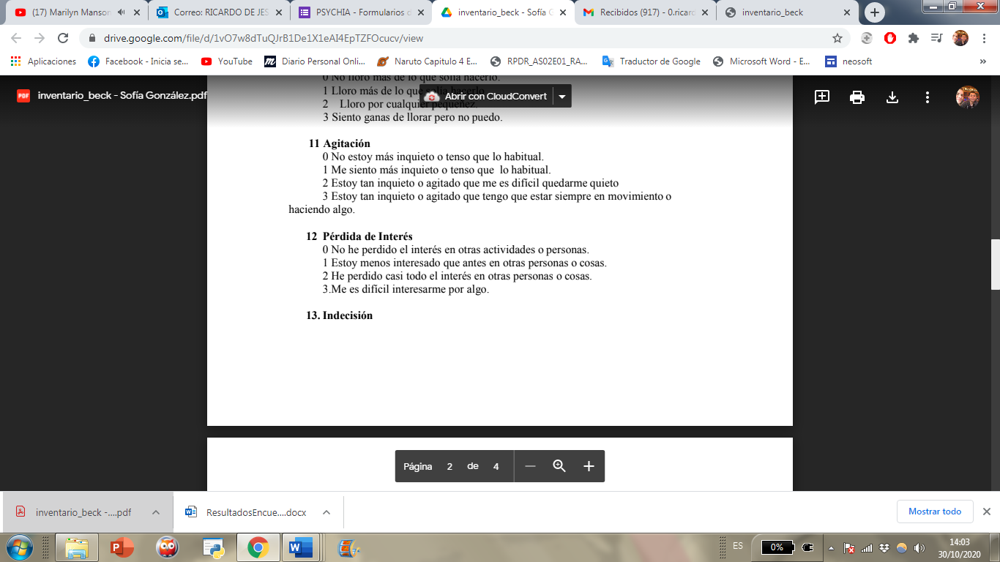 (17) Marilyn Manson
Correo: RICARDO DE JES
PSYCHIA - Formularios d
inventario_beck - Sofía G
Recibidos (917) - 0.ricard
inventario_beck
drive.google.com/file/d/1vO7w8dTuQJrB1De1X1eAI4EpTZFOcucv/view
Aplicaciones
Facebook - Inicia se...
YouTube
Diario Personal Onli...
Naruto Capitulo 4 E...
RPDR_AS02E01_RA...
Traductor de Google
Microsoft Word - E...
neosoft
»
PDF
inventario_beck - Sofía González.pdf
Abrir con CloudConvert
0 No lloro más de lo que solía hacerlo.
1 Lloro más de lo que solía hacerlo
2 Lloro por cualquier pequeñez.
3 Siento ganas de llorar pero no puedo.
11 Agitación
0 No estoy más inquieto o tenso que lo habitual.
1 Me siento más inquieto o tenso que lo habitual.
2 Estoy tan inquieto o agitado que me es difícil quedarme quieto
3 Estoy tan inquieto o agitado que tengo que estar siempre en movimiento o
haciendo algo.
12 Pérdida de Interés
0 No he perdido el interés en otras actividades o personas.
1 Estoy menos interesado que antes en otras personas o cosas.
2 He perdido casi todo el interés en otras personas o cosas.
3.Me es difícil interesarme por algo.
13. Indecisión
Página 2 de 4
inventario_beck -....pdf
ResultadosEncue....docx
Mostrar todo
ES
0%
14:03
30/10/2020